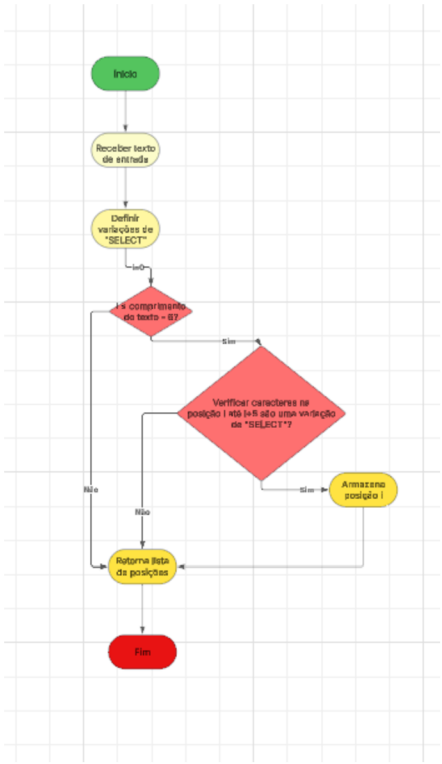 Início
Receber texto
de entrada
Definir
variações de
"SELECT"
i=0
i ≤ comprimento
do texto - 6?
Sim
Verificar caracteres na
posição i até i+5 são uma variação
de "SELECT"?
Sim
Armazena
posição i
Não
Não
Retorna lista
de posições
Fim